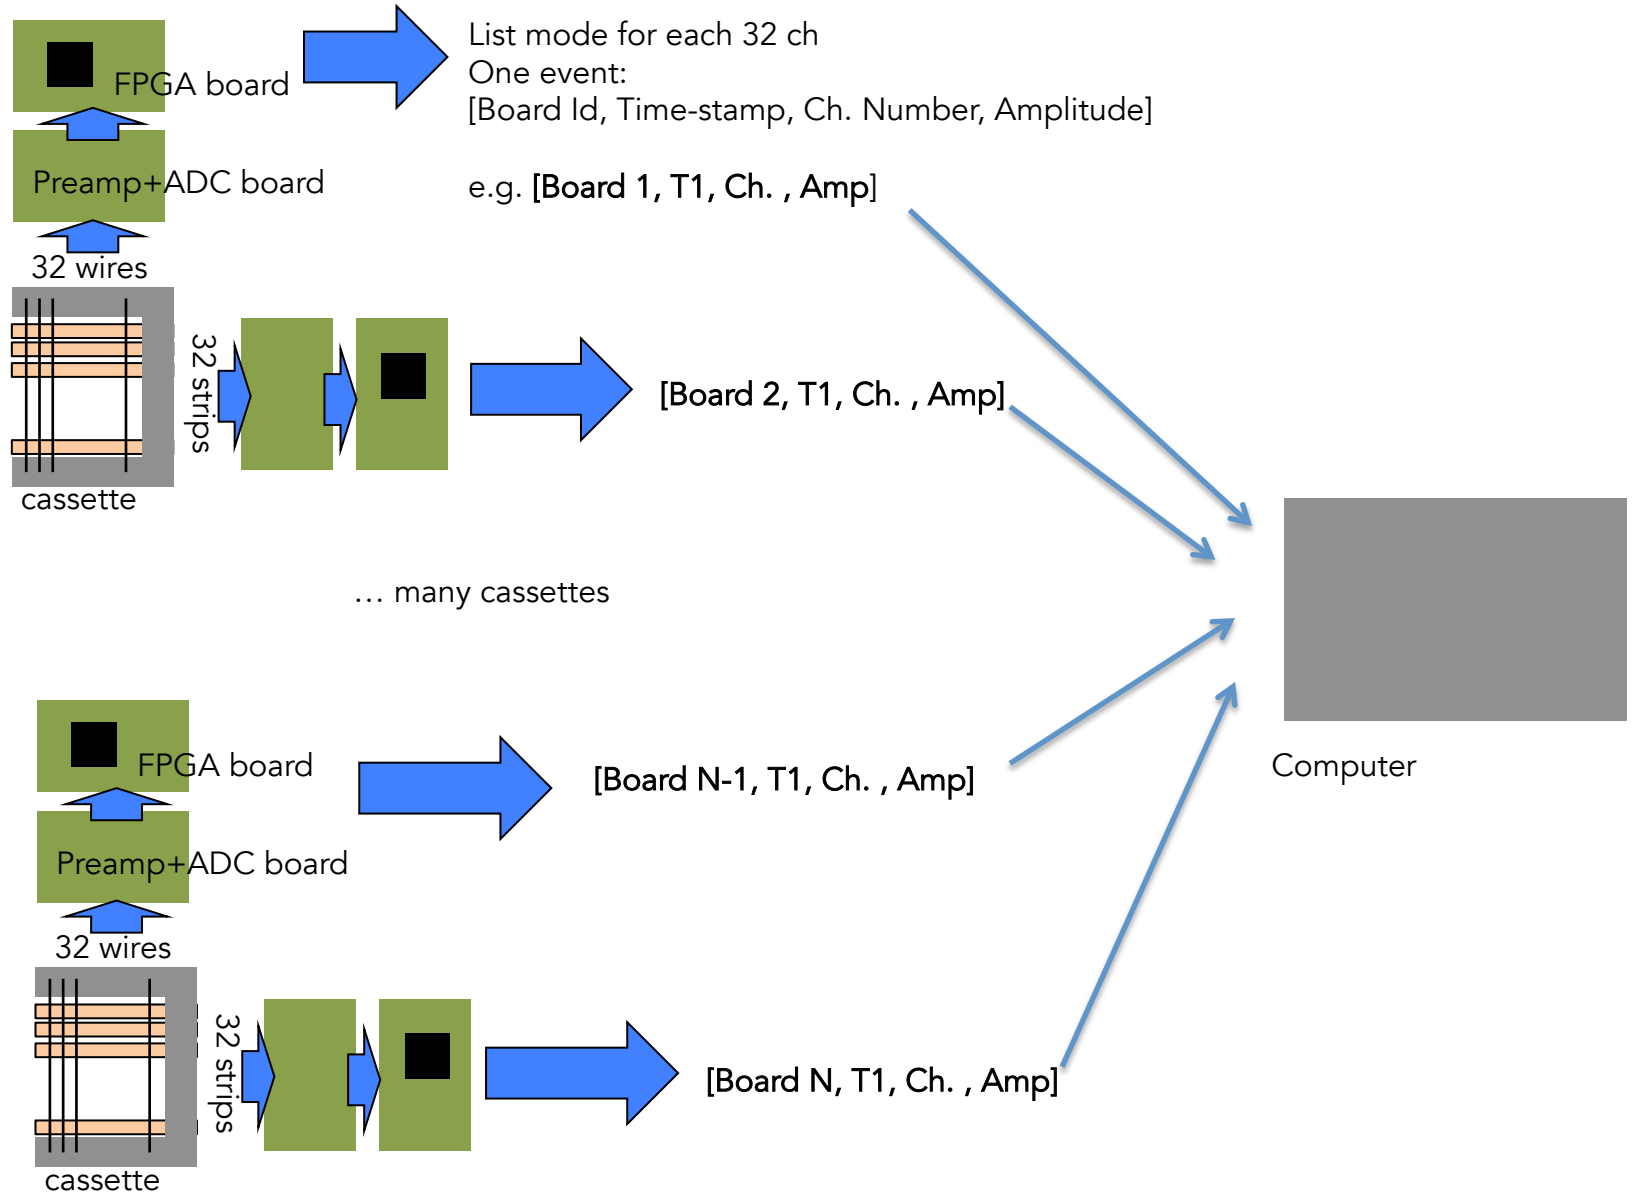 List mode for each 32 ch
One event:
[Board Id, Time-stamp, Ch. Number, Amplitude]
FPGA board
Preamp+ADC board
e.g. [Board 1, T1, Ch. , Amp]
32 wires
32 strips
[Board 2, T1, Ch. , Amp]
cassette
... many cassettes
FPGA board
[Board N-1, T1, Ch. , Amp]
Computer
Preamp+ADC board
32 wires
32 strips
[Board N, T1, Ch. , Amp]
cassette